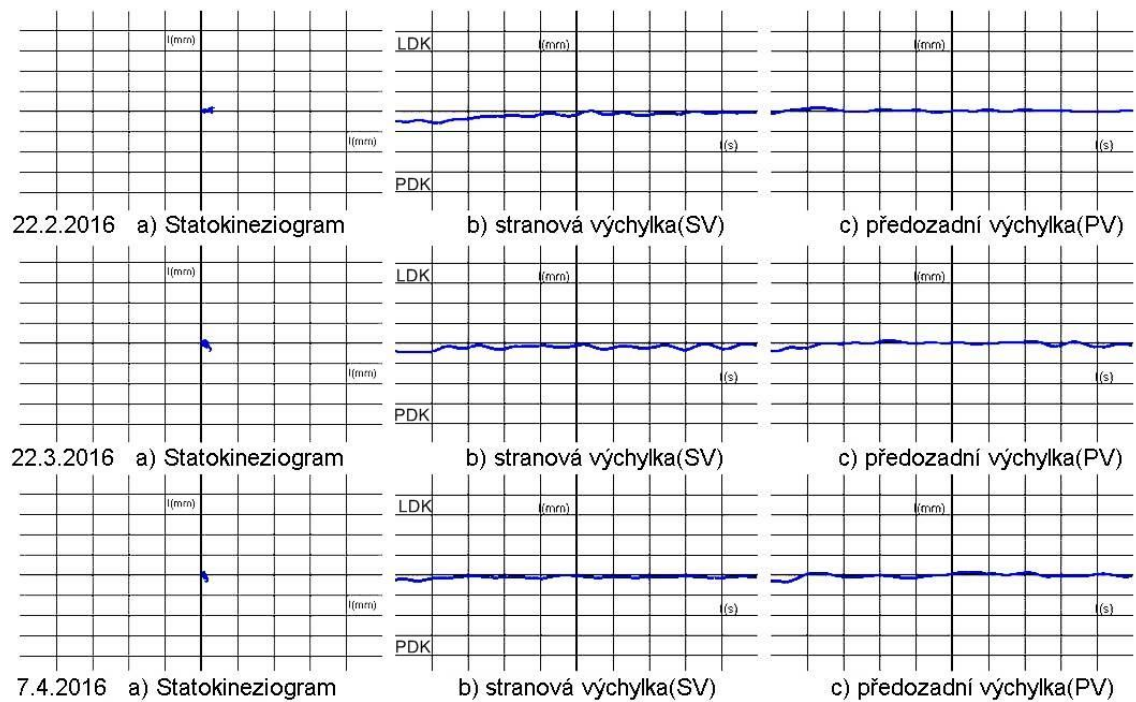 l(mm) LDK l(mm) l(mm)
l(mm) l(s) l(s)
PDK
22.2.2016 a) Statokineziogram b) stranová výchylka(SV) c) předozadní výchylka(PV)
l(mm) LDK l(mm) l(mm)
l(mm) l(s) l(s)
PDK
22.3.2016 a) Statokineziogram b) stranová výchylka(SV) c) předozadní výchylka(PV)
l(mm) LDK l(mm) l(mm)
l(mm) l(s) l(s)
PDK
7.4.2016 a) Statokineziogram b) stranová výchylka(SV) c) předozadní výchylka(PV)